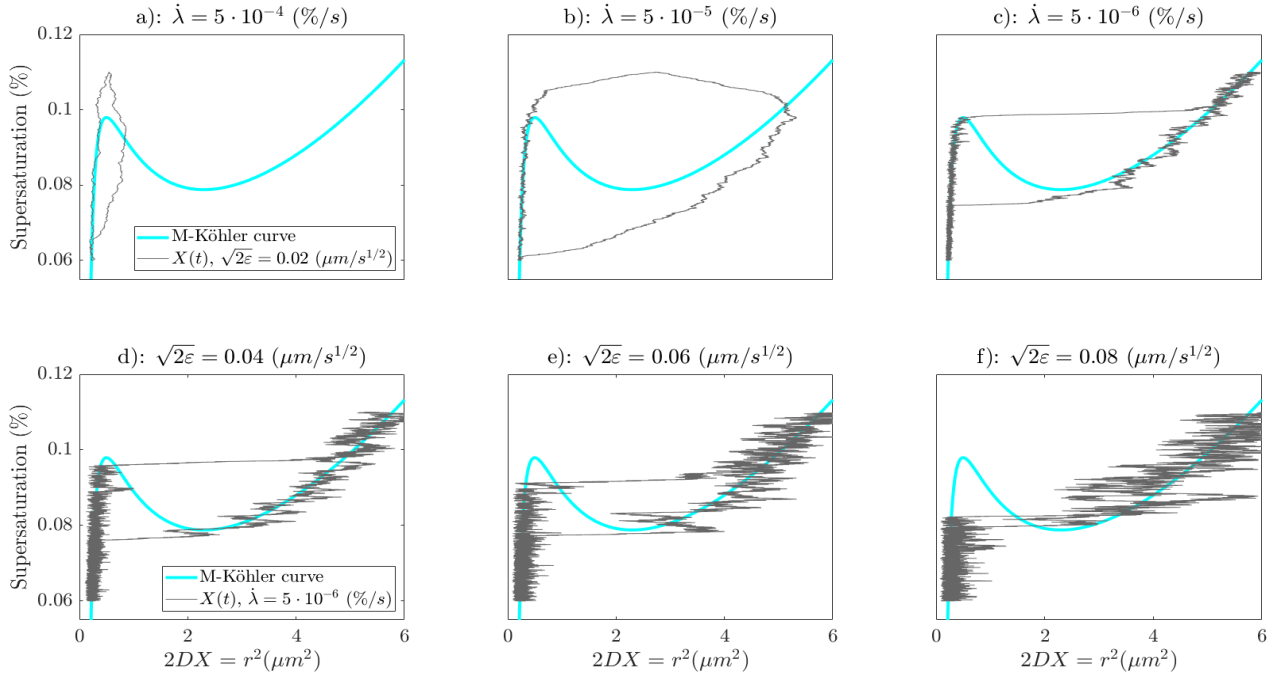 a): λ̇ = 5 · 10⁻⁴ (%/s)
b): λ̇ = 5 · 10⁻⁵ (%/s)
c): λ̇ = 5 · 10⁻⁶ (%/s)
Supersaturation (%)
0.12
0.1
0.08
0.06
M-Köhler curve
X(t), √2ε = 0.02 (μm/s^{1/2})
d): √2ε = 0.04 (μm/s^{1/2})
e): √2ε = 0.06 (μm/s^{1/2})
f): √2ε = 0.08 (μm/s^{1/2})
Supersaturation (%)
0.12
0.1
0.08
0.06
M-Köhler curve
X(t), λ̇ = 5 · 10⁻⁶ (%/s)
0 2 4 6
0 2 4 6
0 2 4 6
2DX = r²(μm²)
2DX = r²(μm²)
2DX = r²(μm²)